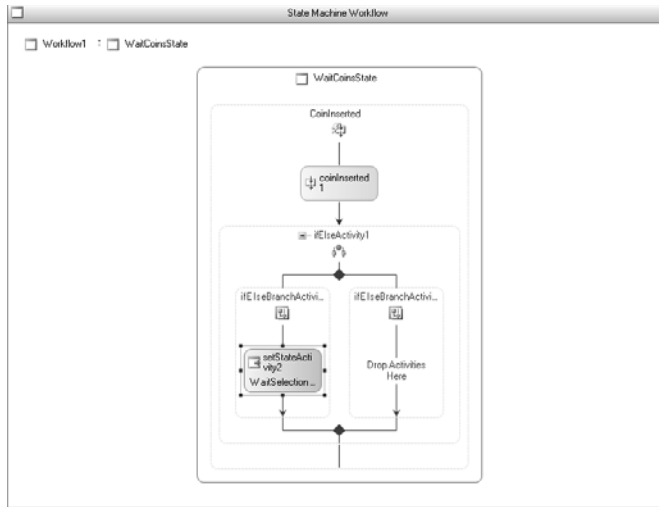 State Machine Workflow
Workflow1 : WaitCoinsState
WaitCoinsState
CoinInserted
coinInserted
1
ifElseActivity1
ifElseBranchActivi...
ifElseBranchActivi...
setStateActi
vity2
WaitSelection...
Drop Activities
Here